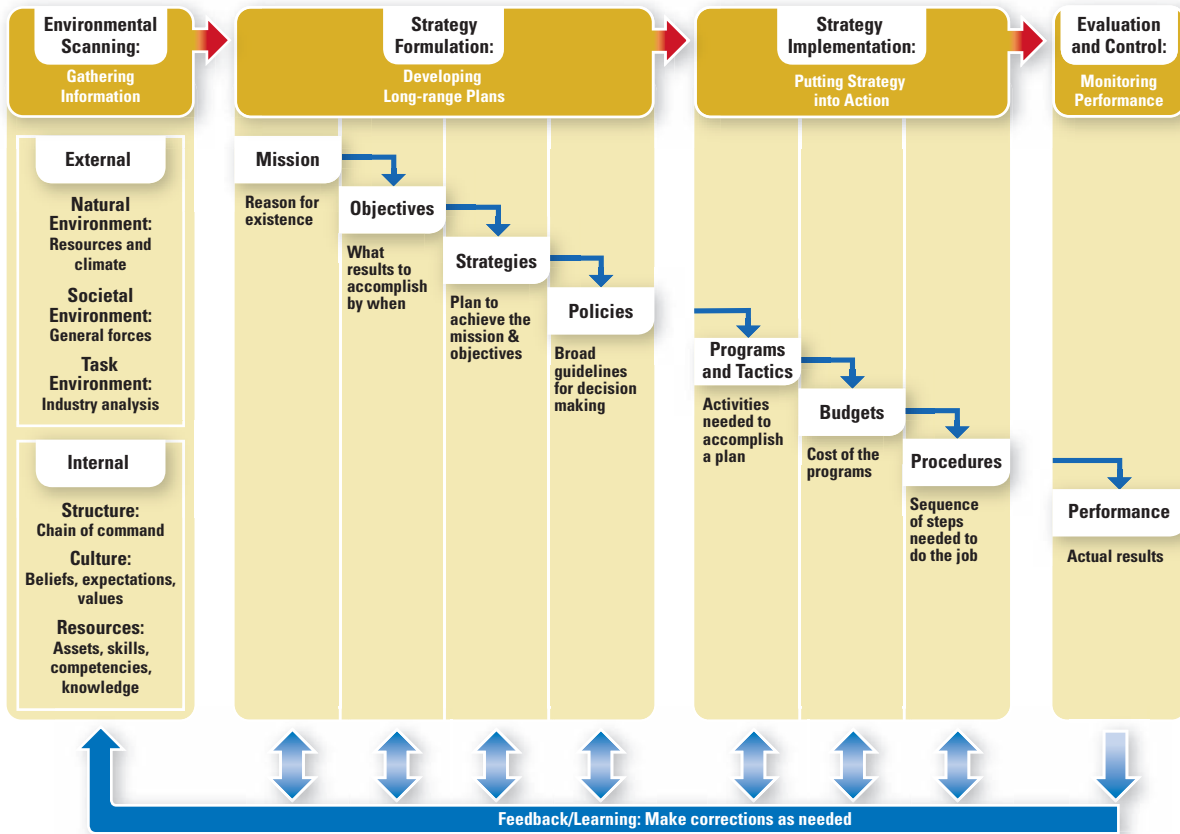 Environmental
Scanning:
Gathering
Information
Strategy
Formulation:
Developing
Long-range Plans
Strategy
Implementation:
Putting Strategy
into Action
Evaluation
and Control:
Monitoring
Performance
External
Natural
Environment:
Resources and
climate
Societal
Environment:
General forces
Task
Environment:
Industry analysis
Internal
Structure:
Chain of command
Culture:
Beliefs, expectations,
values
Resources:
Assets, skills,
competencies,
knowledge
Mission
Reason for
existence
Objectives
What
results to
accomplish
by when
Strategies
Plan to
achieve the
mission &
objectives
Policies
Broad
guidelines
for decision
making
Programs
and Tactics
Activities
needed to
accomplish
a plan
Budgets
Cost of the
programs
Procedures
Sequence
of steps
needed to
do the job
Performance
Actual results
Feedback/Learning: Make corrections as needed